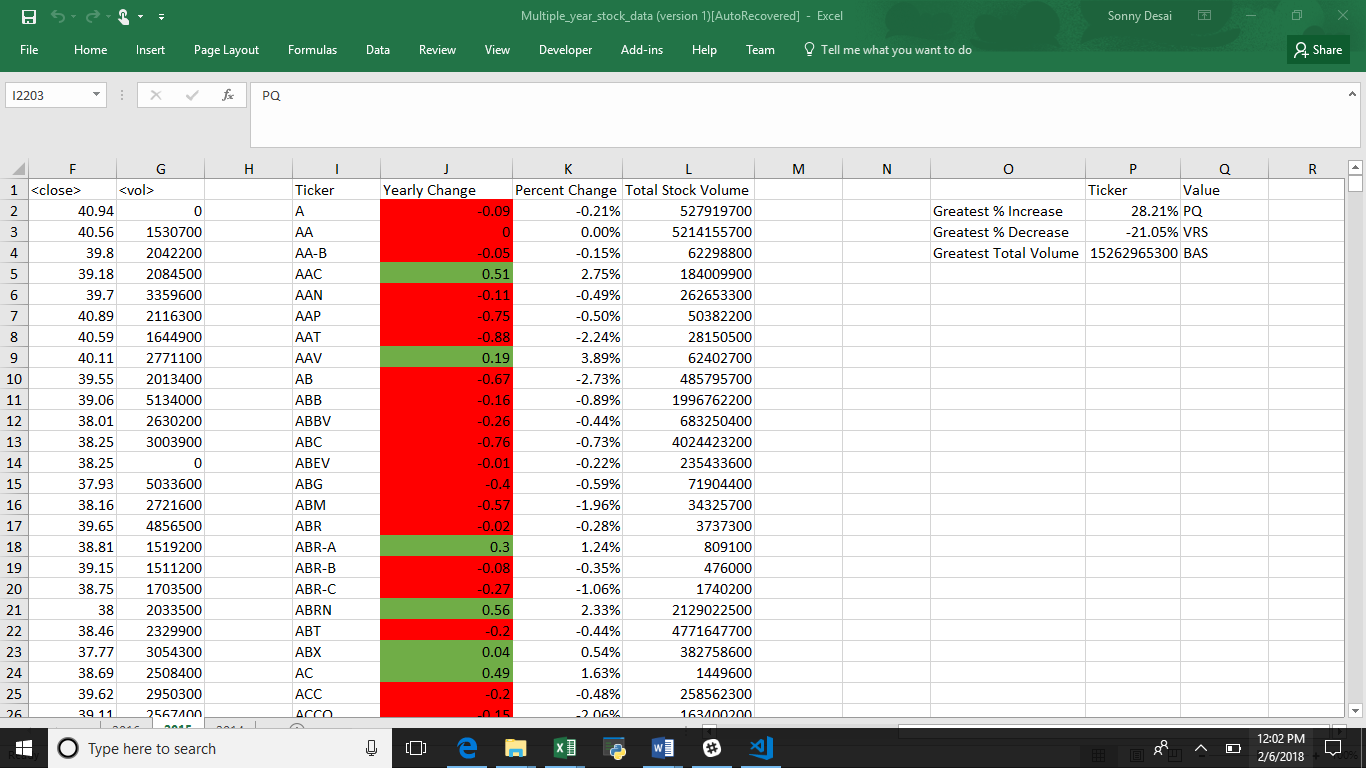 Multiple_year_stock_data (version 1)[AutoRecovered] - Excel Sonny Desai
File Home Insert Page Layout Formulas Data Review View Developer Add-ins Help Team Tell me what you want to do Share
I2203 fx PQ
F G H I J K L M N O P Q R
1 <close> <vol> Ticker Yearly Change Percent Change Total Stock Volume Ticker Value
2 40.94 0 A -0.09 -0.21% 527919700 Greatest % Increase 28.21% PQ
3 40.56 1530700 AA 0 0.00% 5214155700 Greatest % Decrease -21.05% VRS
4 39.8 2042200 AA-B -0.05 -0.15% 62298800 Greatest Total Volume 15262965300 BAS
5 39.18 2084500 AAC 0.51 2.75% 184009900
6 39.7 3359600 AAN -0.11 -0.49% 262653300
7 40.89 2116300 AAP -0.75 -0.50% 50382200
8 40.59 1644900 AAT -0.88 -2.24% 28150500
9 40.11 2771100 AAV 0.19 3.89% 62402700
10 39.55 2013400 AB -0.67 -2.73% 485795700
11 39.06 5134000 ABB -0.16 -0.89% 1996762200
12 38.01 2630200 ABBV -0.26 -0.44% 683250400
13 38.25 3003900 ABC -0.76 -0.73% 4024423200
14 38.25 0 ABEV -0.01 -0.22% 235433600
15 37.93 5033600 ABG -0.4 -0.59% 71904400
16 38.16 2721600 ABM -0.57 -1.96% 34325700
17 39.65 4856500 ABR -0.02 -0.28% 3737300
18 38.81 1519200 ABR-A 0.3 1.24% 809100
19 39.15 1511200 ABR-B -0.08 -0.35% 476000
20 38.75 1703500 ABR-C -0.27 -1.06% 1740200
21 38 2033500 ABRN 0.56 2.33% 2129022500
22 38.46 2329900 ABT -0.2 -0.44% 4771647700
23 37.77 3054300 ABX 0.04 0.54% 382758600
24 38.69 2508400 AC 0.49 1.63% 1449600
25 39.62 2950300 ACC -0.2 -0.48% 258562300
26 39.11 2567400 ACCO -0.15 -2.06% 163400200
2016 2015 2014
Type here to search
12:02 PM
2/6/2018